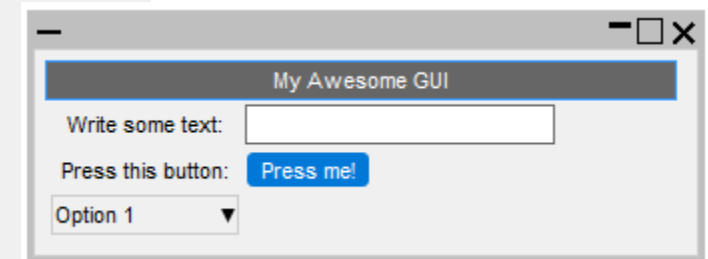 My Awesome GUI
Write some text:
Press this button: Press me!
Option 1